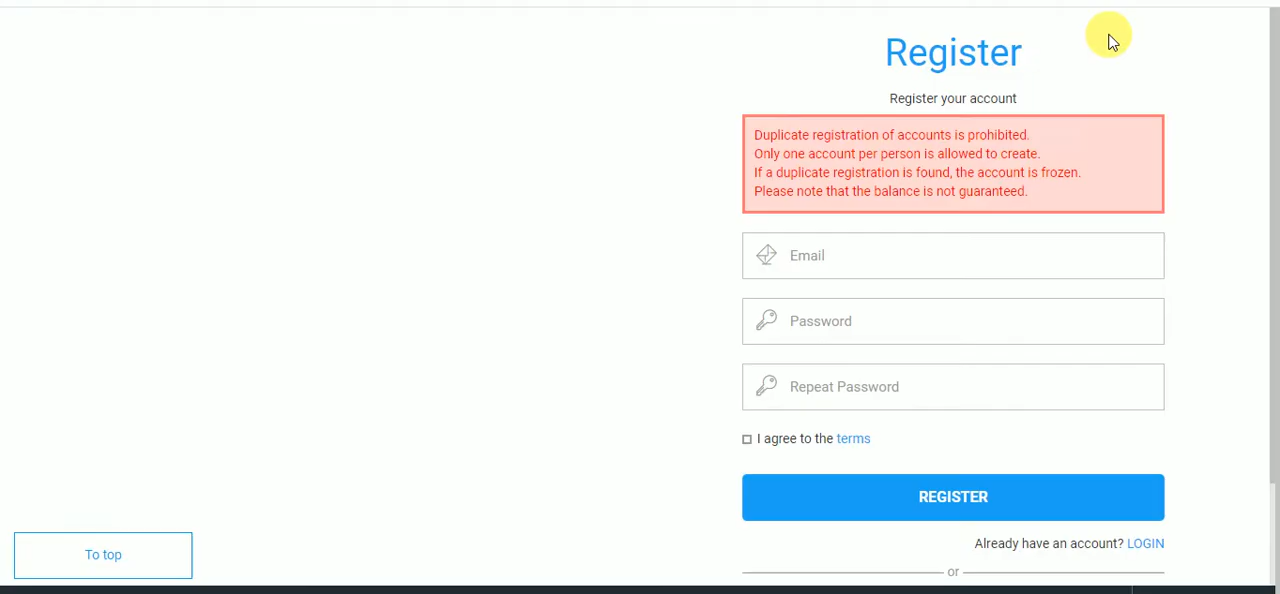 Register
Register your account
Duplicate registration of accounts is prohibited.
Only one account per person is allowed to create.
If a duplicate registration is found, the account is frozen.
Please note that the balance is not guaranteed.
Email
Password
Repeat Password
I agree to the terms
REGISTER
Already have an account? LOGIN
or
To top